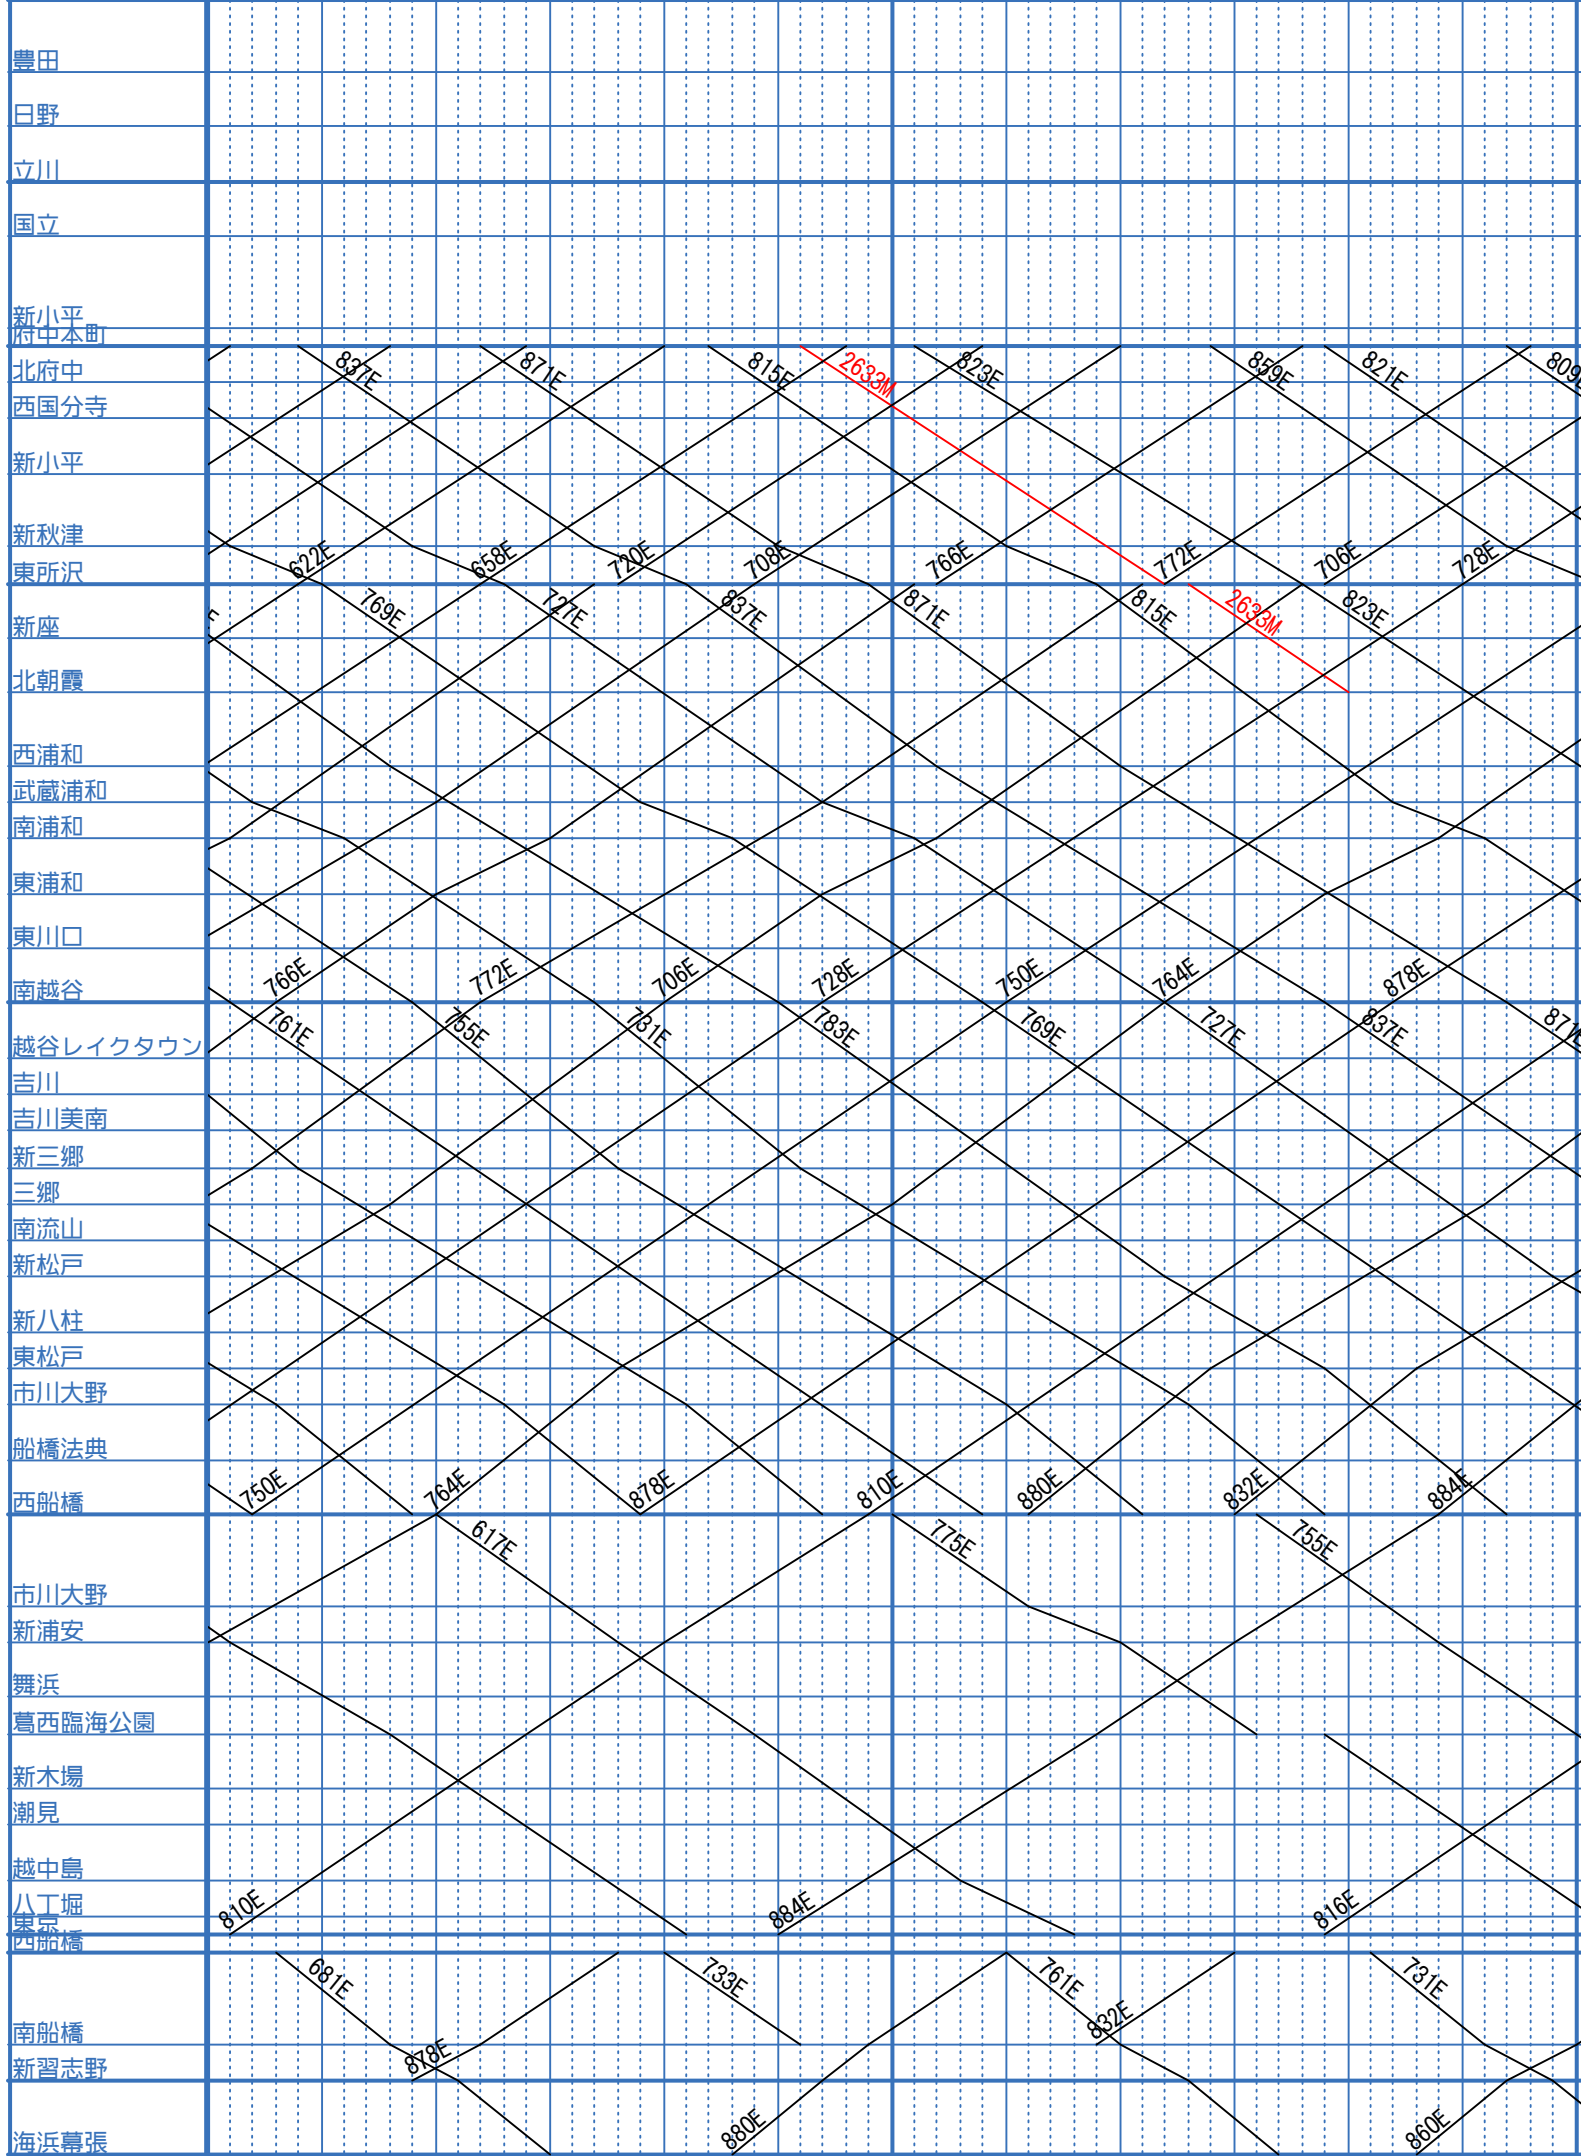 豊田
日野
立川
国立
新小平
府中本町
北府中
837E
871E
815E
2633M
823E
859E
821E
809E
西国分寺
新小平
新秋津
622E
658E
720E
708E
766E
772E
706E
728E
東所沢
769E
727E
837E
871E
815E
2633M
823E
新座
北朝霞
西浦和
武蔵浦和
南浦和
東浦和
東川口
766E
772E
706E
728E
750E
764E
878E
南越谷
761E
755E
731E
783E
769E
727E
837E
871E
越谷レイクタウン
吉川
吉川美南
新三郷
三郷
南流山
新松戸
新八柱
東松戸
市川大野
船橋法典
750E
764E
878E
810E
880E
832E
884E
西船橋
617E
775E
755E
市川大野
新浦安
舞浜
葛西臨海公園
新木場
潮見
越中島
八丁堀
810E
884E
816E
東京
西船橋
681E
733E
761E
731E
832E
南船橋
878E
新習志野
880E
860E
海浜幕張